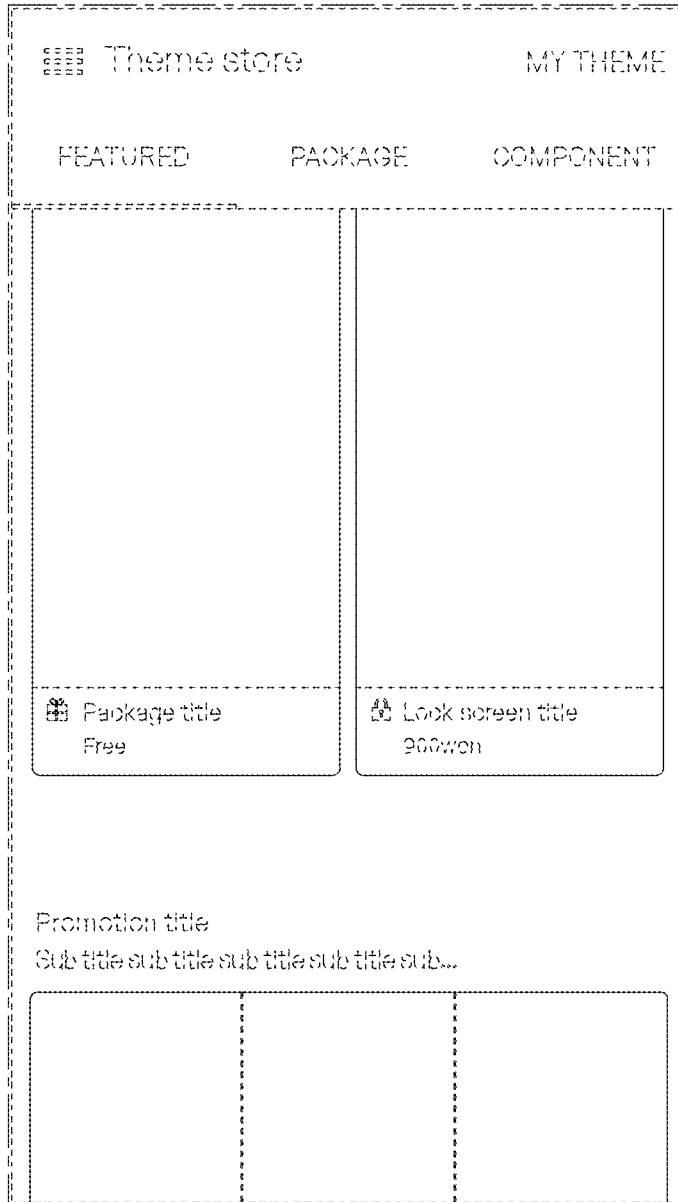 Theme store MY THEME
FEATURED PACKAGE COMPONENT
Package title
Free
Lock screen title
900won
Promotion title
Sub title sub title sub title sub title sub...